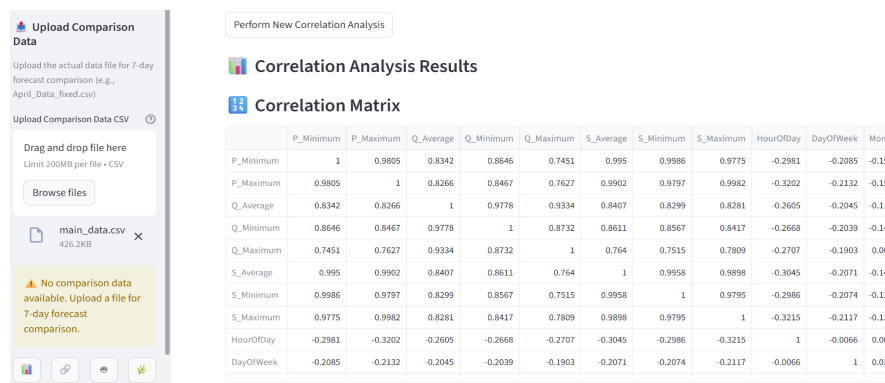 Upload Comparison
Data
Upload the actual data file for 7-day
forecast comparison (e.g.,
April_Data_fixed.csv)
Upload Comparison Data CSV
Drag and drop file here
Limit 200MB per file • CSV
Browse files
main_data.csv
426.2KB
No comparison data
available. Upload a file for
7-day forecast
comparison.
Perform New Correlation Analysis
Correlation Analysis Results
Correlation Matrix
P_Minimum P_Maximum Q_Average Q_Minimum Q_Maximum S_Average S_Minimum S_Maximum HourOfDay DayOfWeek
P_Minimum 1 0.9805 0.8342 0.8646 0.7451 0.995 0.9986 0.9775 -0.2981 -0.2085
P_Maximum 0.9805 1 0.8266 0.8467 0.7627 0.9902 0.9797 0.9982 -0.3202 -0.2132
Q_Average 0.8342 0.8266 1 0.9778 0.9334 0.8407 0.8299 0.8281 -0.2605 -0.2045
Q_Minimum 0.8646 0.8467 0.9778 1 0.8732 0.8611 0.8567 0.8417 -0.2668 -0.2039
Q_Maximum 0.7451 0.7627 0.9334 0.8732 1 0.764 0.7515 0.7809 -0.2707 -0.1903
S_Average 0.995 0.9902 0.8407 0.8611 0.764 1 0.9958 0.9898 -0.3045 -0.2071
S_Minimum 0.9986 0.9797 0.8299 0.8567 0.7515 0.9958 1 0.9795 -0.2986 -0.2074
S_Maximum 0.9775 0.9982 0.8281 0.8417 0.7809 0.9898 0.9795 1 -0.3215 -0.2117
HourOfDay -0.2981 -0.3202 -0.2605 -0.2668 -0.2707 -0.3045 -0.2986 -0.3215 1 -0.0066
DayOfWeek -0.2085 -0.2132 -0.2045 -0.2039 -0.1903 -0.2071 -0.2074 -0.2117 -0.0066 1